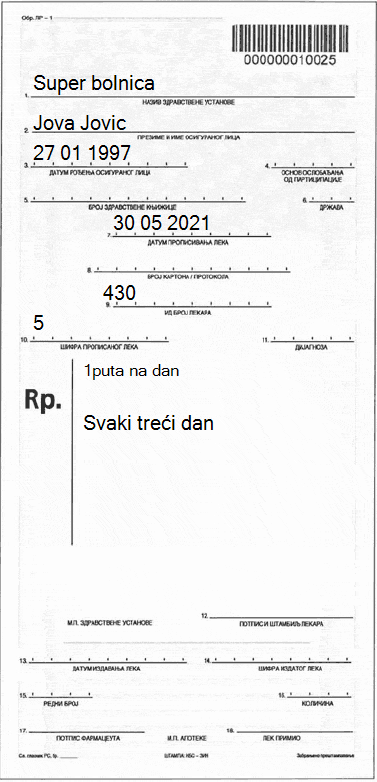 Обр. ЛР – 1
000000010025
Super bolnica
1.
НАЗИВ ЗДРАВСТВЕНЕ УСТАНОВЕ
Jova Jovic
2.
ПРЕЗИМЕ И ИМЕ ОСИГУРАНОГ ЛИЦА
27 01 1997
3. 4.
ДАТУМ РОЂЕЊА ОСИГУРАНОГ ЛИЦА ОСНОВ ОСЛОБАЂАЊА
ОД ПАРТИЦИПАЦИЈЕ
5. 6.
БРОЈ ЗДРАВСТВЕНЕ КЊИЖИЦЕ ДРЖАВА
30 05 2021
7.
ДАТУМ ПРОПИСИВАЊА ЛЕКА
8.
БРОЈ КАРТОНА / ПРОТОКОЛА
430
9.
ИД БРОЈ ЛЕКАРА
5
10. 11.
ШИФРА ПРОПИСАНОГ ЛЕКА ДИЈАГНОЗА
1puta na dan
Rp.
Svaki treći dan
12.
М.П. ЗДРАВСТВЕНЕ УСТАНОВЕ ПОТПИС И ШТАМБИЉ ЛЕКАРА
13. 14.
ДАТУМ ИЗДАВАЊА ЛЕКА ШИФРА ИЗДАТОГ ЛЕКА
15. 16.
РЕДНИ БРОЈ КОЛИЧИНА
17. 18.
ПОТПИС ФАРМАЦЕУТА М.П. АПОТЕКЕ ЛЕК ПРИМИО
Сл. гласник РС, бр. ШТАМПА: НБС – ЗИН Забрањено прештампавање